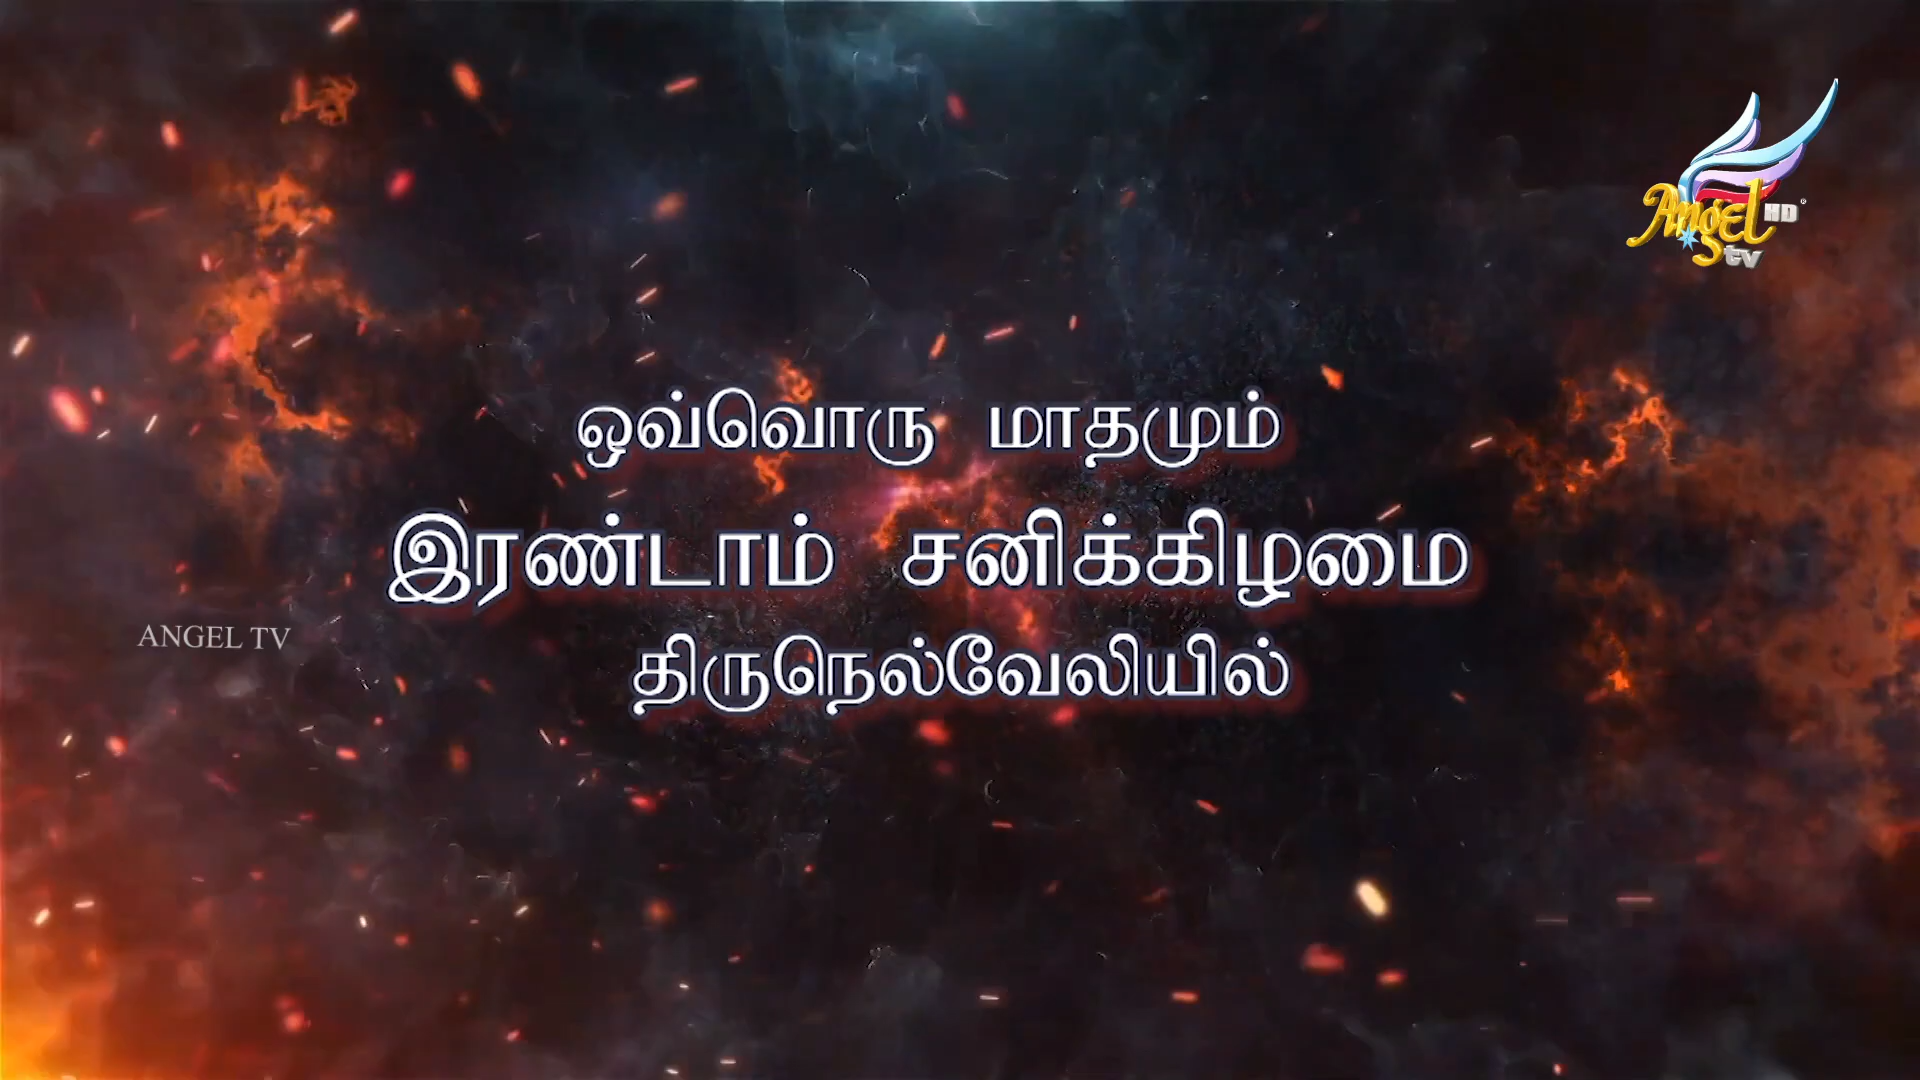 Angel HD
tv
ஒவ்வொரு மாதமும்
இரண்டாம் சனிக்கிழமை
ANGEL TV
திருநெல்வேலியில்